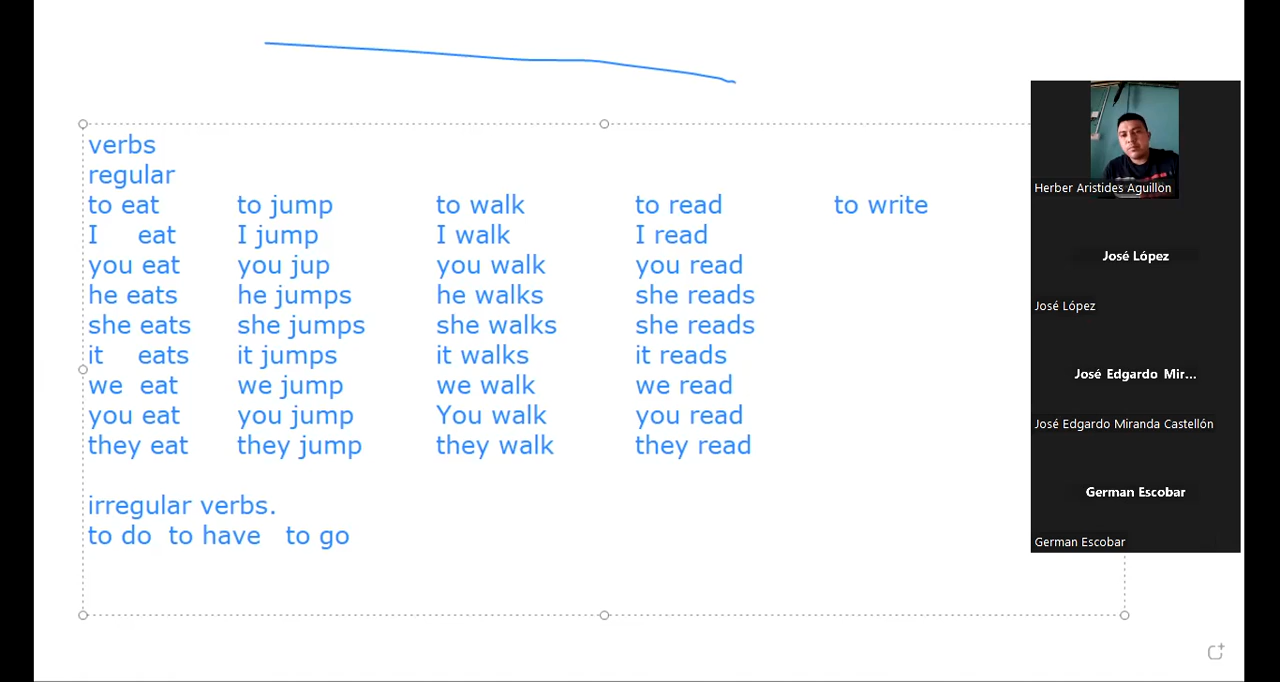 verbs
regular
to eat to jump to walk to read to write
I eat I jump I walk I read
you eat you jup you walk you read
he eats he jumps he walks she reads
she eats she jumps she walks she reads
it eats it jumps it walks it reads
we eat we jump we walk we read
you eat you jump You walk you read
they eat they jump they walk they read
irregular verbs.
to do to have to go
Herber Aristides Aguillon
José López
José López
José Edgardo Mir...
José Edgardo Miranda Castellón
German Escobar
German Escobar